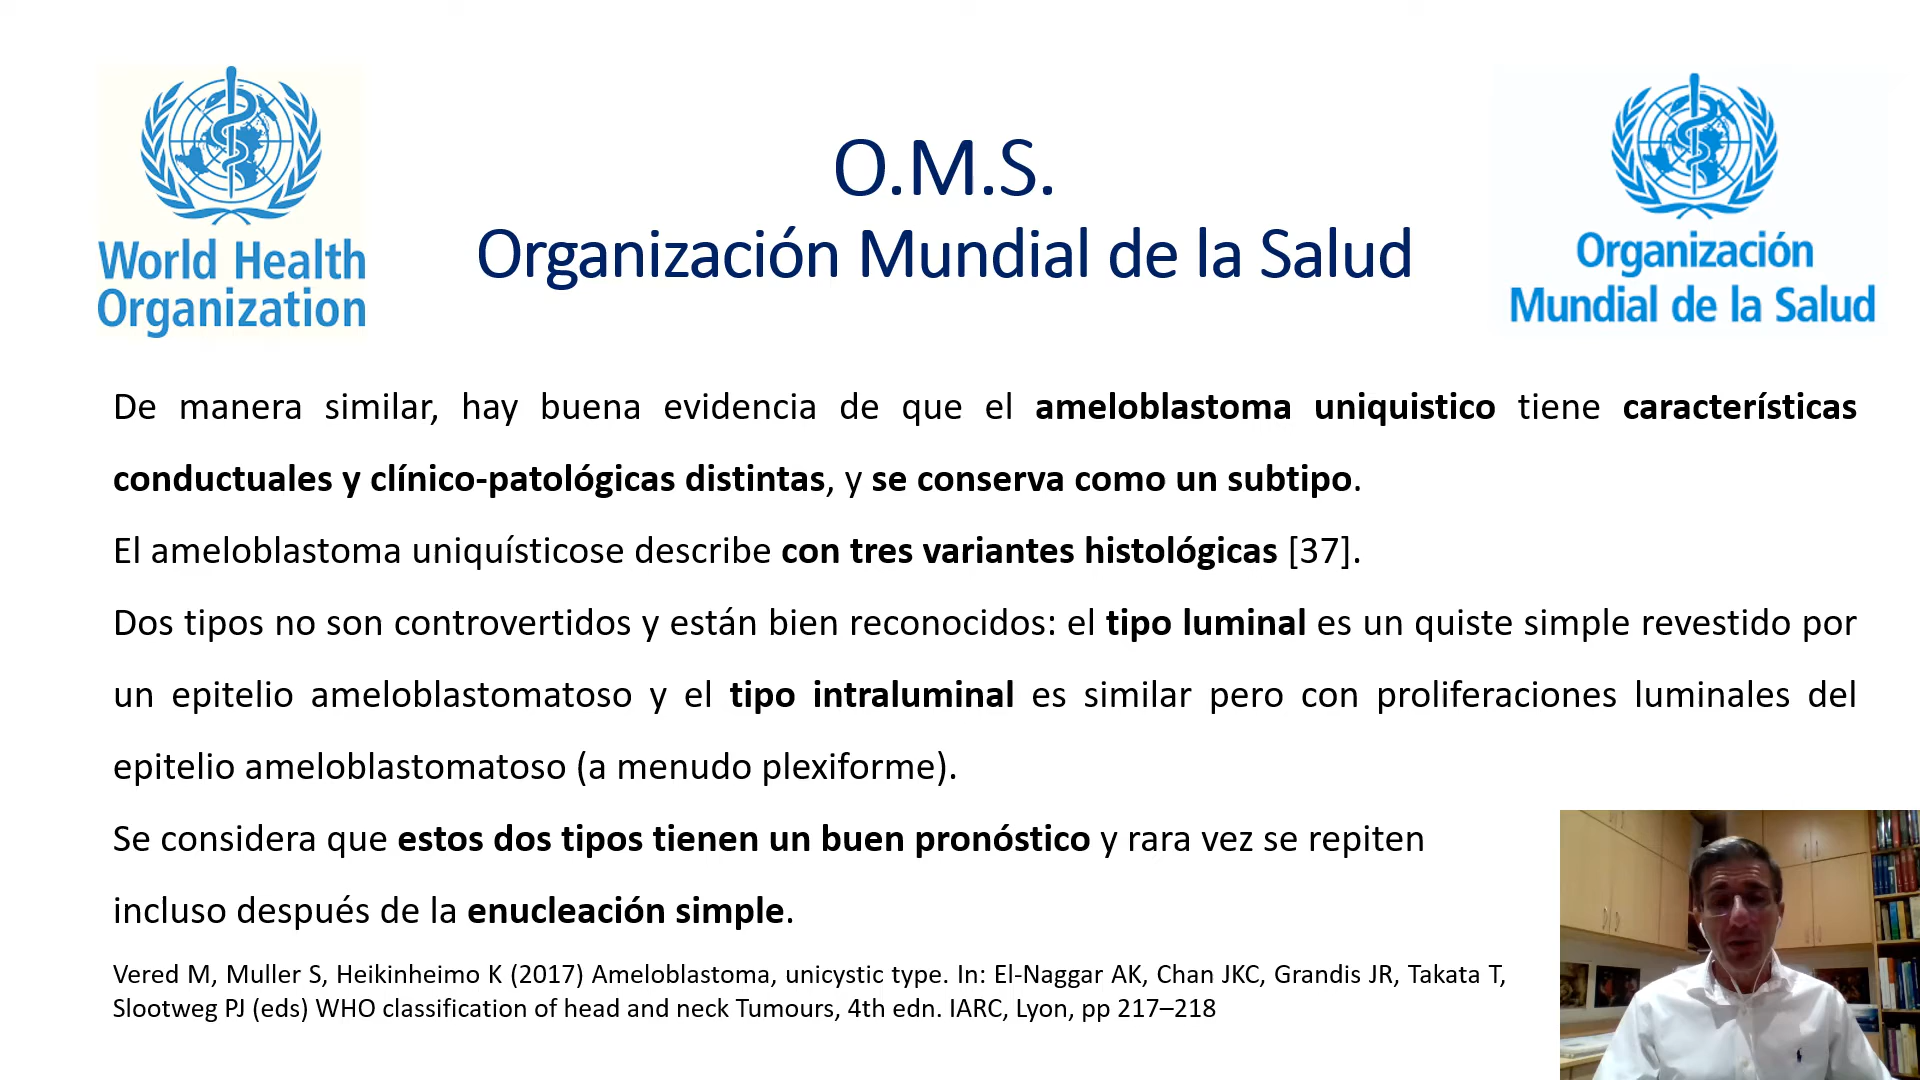 World Health
Organization
O.M.S.
Organización Mundial de la Salud
Organización
Mundial de la Salud
De manera similar, hay buena evidencia de que el ameloblastoma uniquistico tiene características
conductuales y clínico-patológicas distintas, y se conserva como un subtipo.
El ameloblastoma uniquísticose describe con tres variantes histológicas [37].
Dos tipos no son controvertidos y están bien reconocidos: el tipo luminal es un quiste simple revestido por
un epitelio ameloblastomatoso y el tipo intraluminal es similar pero con proliferaciones luminales del
epitelio ameloblastomatoso (a menudo plexiforme).
Se considera que estos dos tipos tienen un buen pronóstico y rara vez se repiten
incluso después de la enucleación simple.
Vered M, Muller S, Heikinheimo K (2017) Ameloblastoma, unicystic type. In: El-Naggar AK, Chan JKC, Grandis JR, Takata T,
Slootweg PJ (eds) WHO classification of head and neck Tumours, 4th edn. IARC, Lyon, pp 217–218